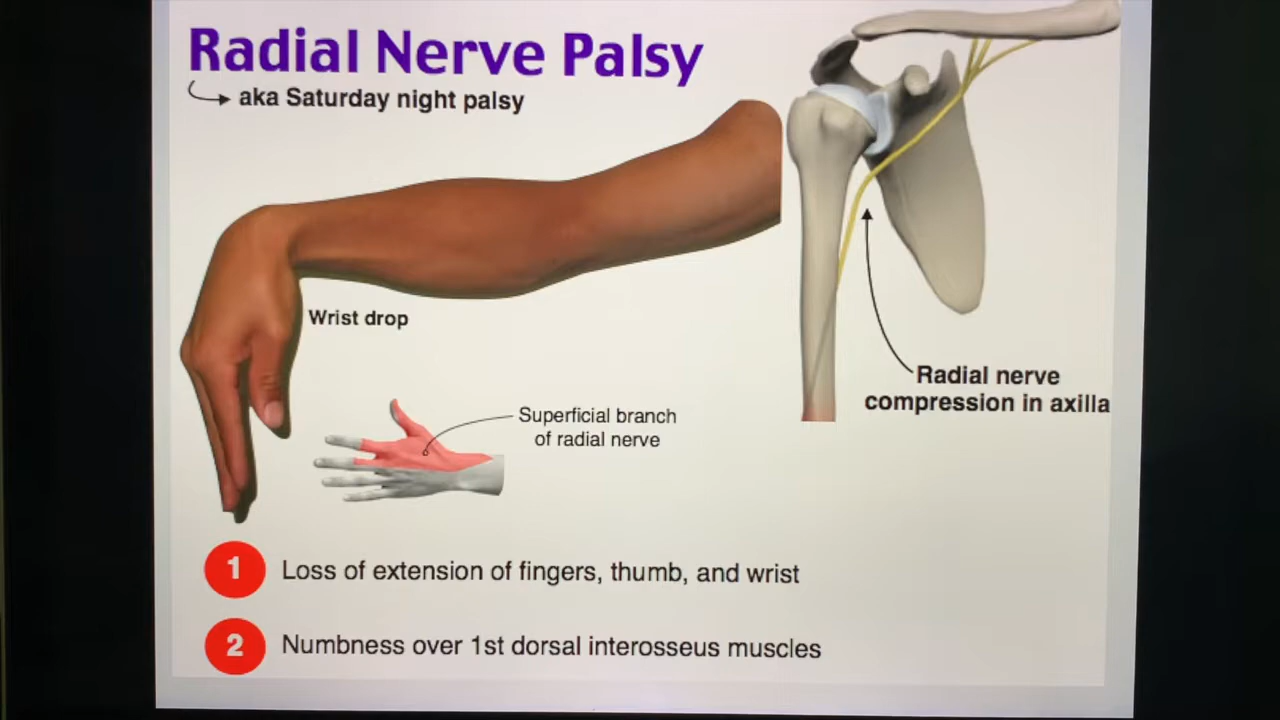 Radial Nerve Palsy
aka Saturday night palsy
Wrist drop
Superficial branch
of radial nerve
Radial nerve
compression in axilla
1 Loss of extension of fingers, thumb, and wrist
2 Numbness over 1st dorsal interosseus muscles